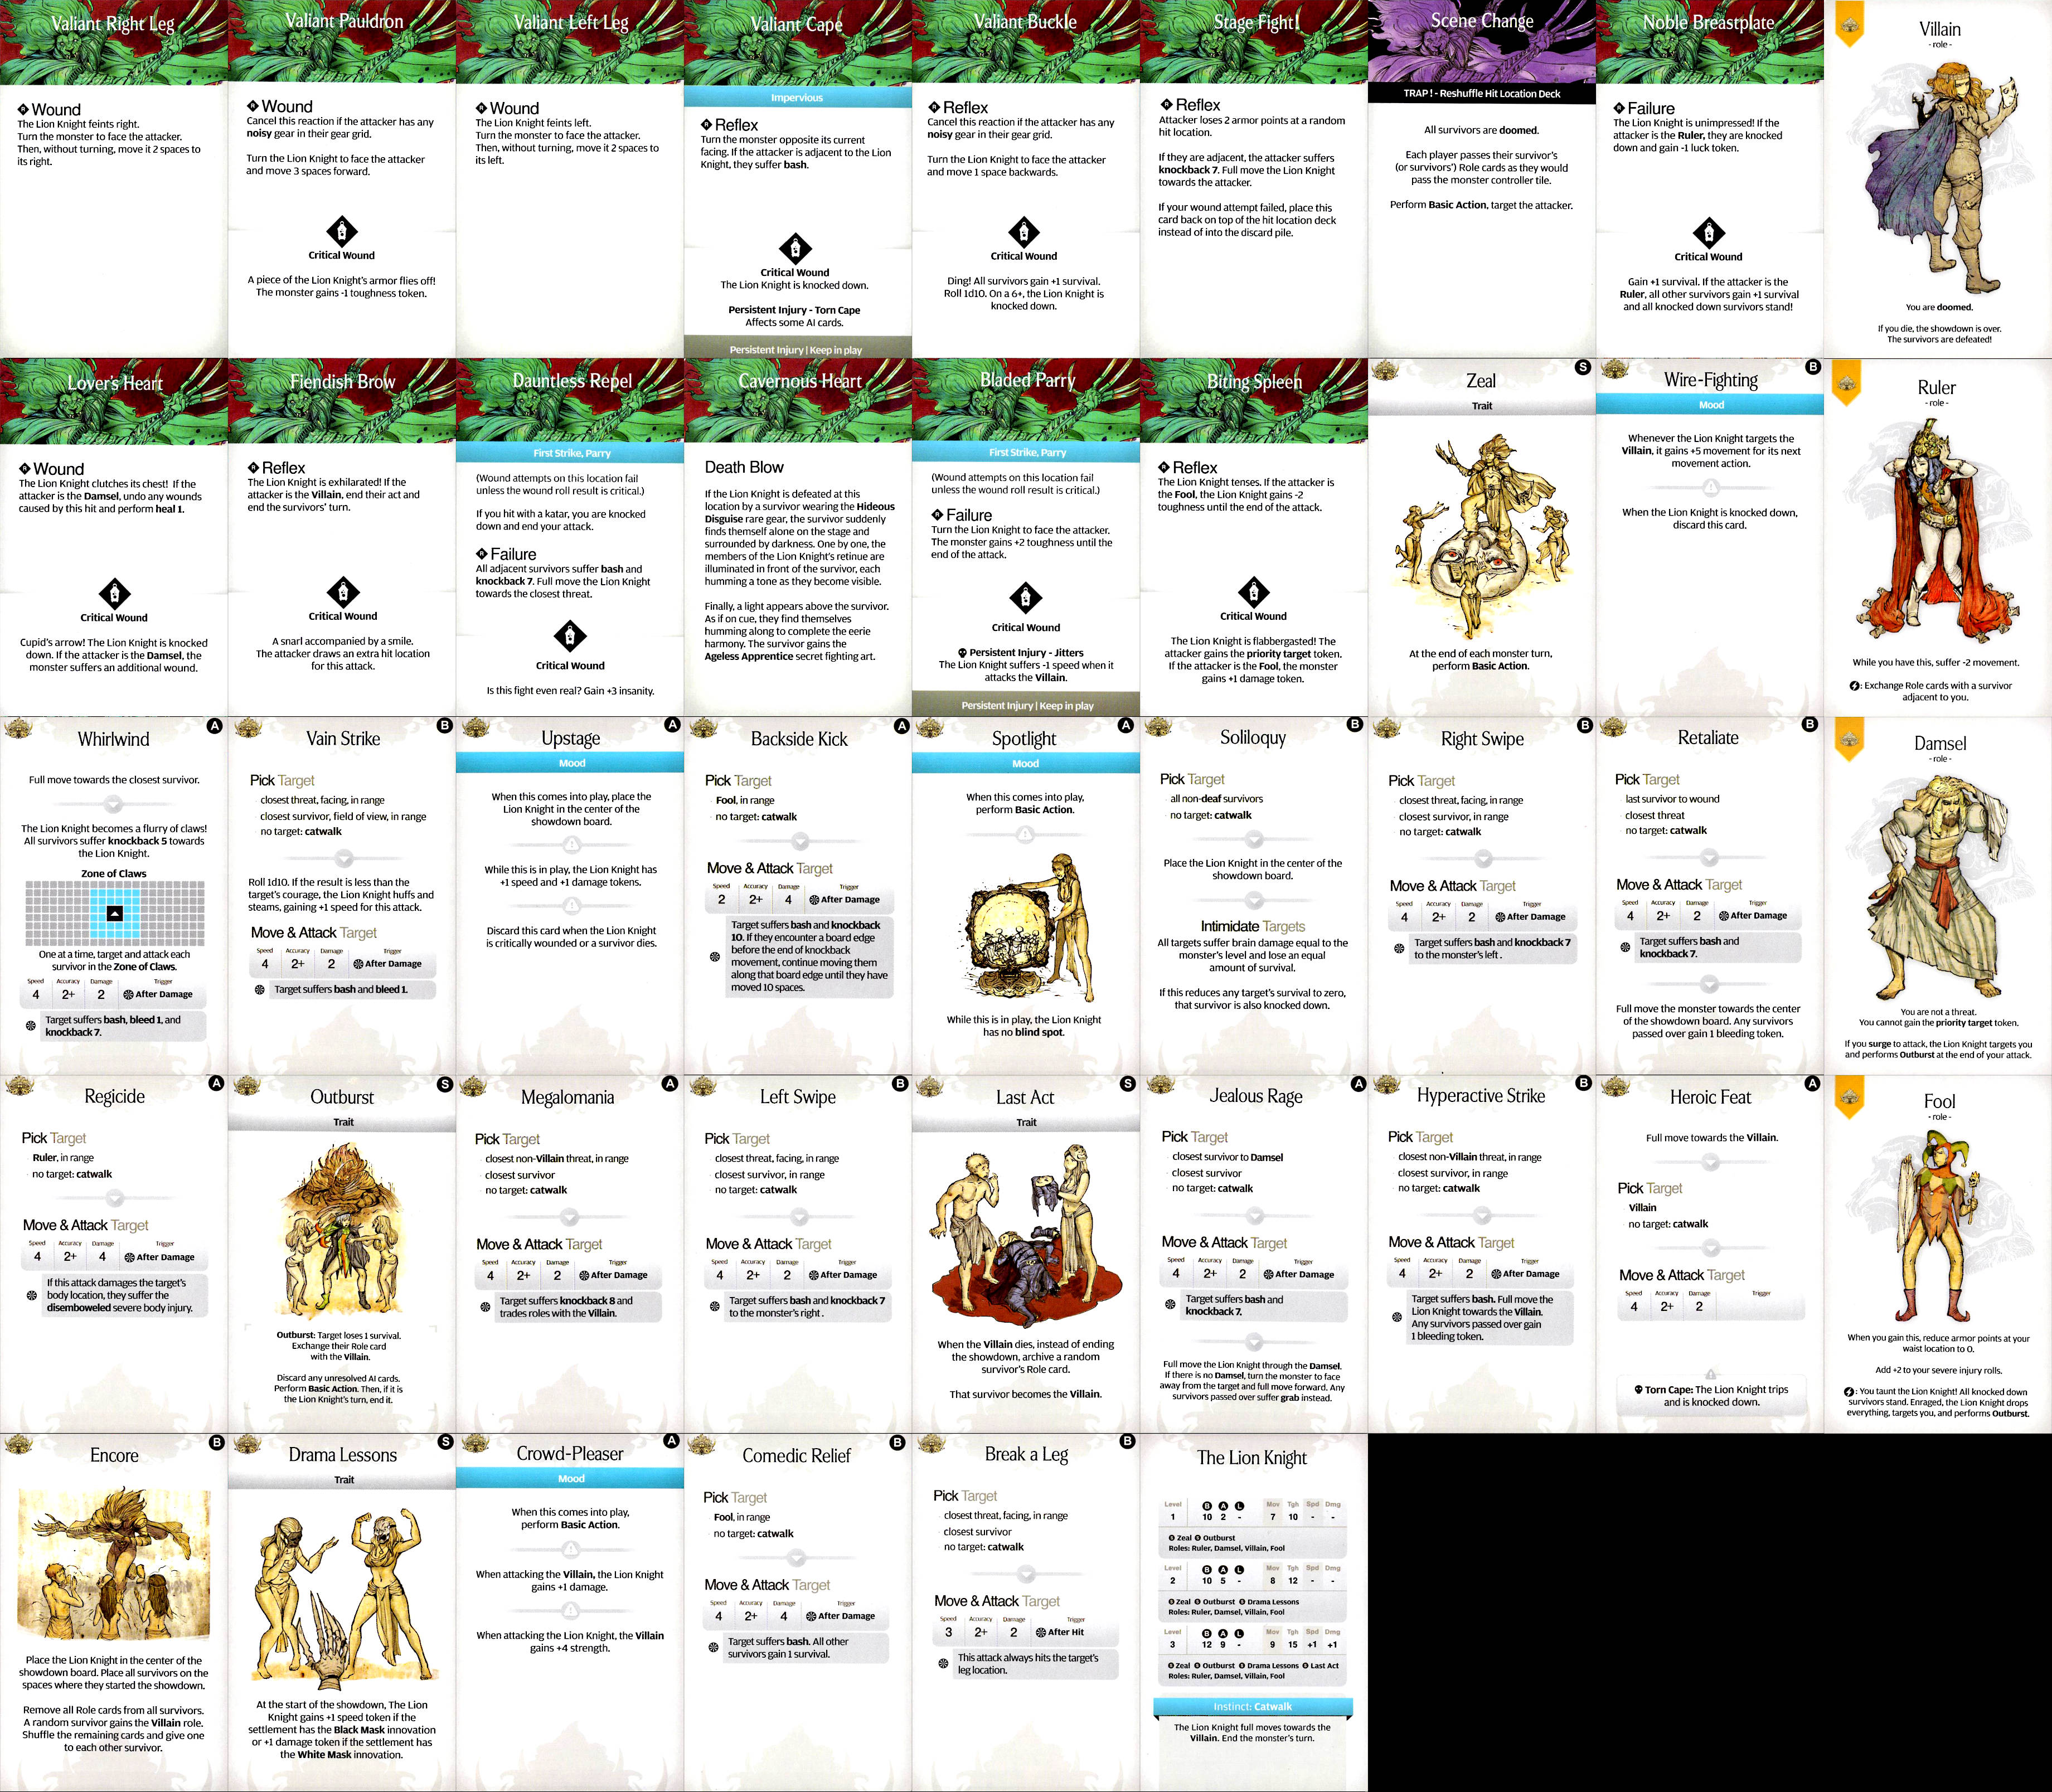 Valiant Right Leg
Wound
The Lion Knight feints right.
Turn the monster to face the attacker.
Then, without turning, move it 2 spaces to
its right.
Valiant Pauldron
Wound
Cancel this reaction if the attacker has any
noisy gear in their gear grid.
Turn the Lion Knight to face the attacker
and move 3 spaces forward.
Critical Wound
A piece of the Lion Knight's armor flies off!
The monster gains -1 toughness token.
Valiant Left Leg
Wound
The Lion Knight feints left.
Turn the monster to face the attacker.
Then, without turning, move it 2 spaces to
its left.
Valiant Cape
Impervious
Reflex
Turn the monster opposite its current
facing. If the attacker is adjacent to the Lion
Knight, they suffer bash.
Critical Wound
The Lion Knight is knocked down.
Persistent Injury - Torn Cape
Affects some AI cards.
Persistent Injury | Keep in play
Valiant Buckle
Reflex
Cancel this reaction if the attacker has any
noisy gear in their gear grid.
Turn the Lion Knight to face the attacker
and move 1 space backwards.
Critical Wound
Ding! All survivors gain +1 survival.
Roll 1d10. On a 6+, the Lion Knight is
knocked down.
Stage Fight!
Reflex
Attacker loses 2 armor points at a random
hit location.
If they are adjacent, the attacker suffers
knockback 7. Full move the Lion Knight
towards the attacker.
If your wound attempt failed, place this
card back on top of the hit location deck
instead of into the discard pile.
Scene Change
TRAP! - Reshuffle Hit Location Deck
All survivors are doomed.
Each player passes their survivor's
(or survivors') Role cards as they would
pass the monster controller tile.
Perform Basic Action, target the attacker.
Noble Breastplate
Failure
The Lion Knight is unimpressed! If the
attacker is the Ruler, they are knocked
down and gain -1 luck token.
Critical Wound
Gain +1 survival. If the attacker is the
Ruler, all other survivors gain +1 survival
and all knocked down survivors stand!
Villain
- role -
You are doomed.
If you die, the showdown is over.
The survivors are defeated!
Lover's Heart
Wound
The Lion Knight clutches its chest! If the
attacker is the Damsel, undo any wounds
caused by this hit and perform heal 1.
Critical Wound
Cupid's arrow! The Lion Knight is knocked
down. If the attacker is the Damsel, the
monster suffers an additional wound.
Fiendish Brow
Reflex
The Lion Knight is exhilarated! If the
attacker is the Villain, end their act and
end the survivors' turn.
Critical Wound
A snarl accompanied by a smile.
The attacker draws an extra hit location
for this attack.
Dauntless Repel
First Strike, Parry
(Wound attempts on this location fail
unless the wound roll result is critical.)
If you hit with a katar, you are knocked
down and end your attack.
Failure
All adjacent survivors suffer bash and
knockback 7. Full move the Lion Knight
towards the closest threat.
Critical Wound
Is this fight even real? Gain +3 insanity.
Cavernous Heart
Death Blow
If the Lion Knight is defeated at this
location by a survivor wearing the Hideous
Disguise rare gear, the survivor suddenly
finds themself alone on the stage and
surrounded by darkness. One by one, the
members of the Lion Knight's retinue are
illuminated in front of the survivor, each
humming a tone as they become visible.
Finally, a light appears above the survivor.
As if on cue, they find themselves
humming along to complete the eerie
harmony. The survivor gains the
Ageless Apprentice secret fighting art.
Bladed Parry
First Strike, Parry
(Wound attempts on this location fail
unless the wound roll result is critical.)
Failure
Turn the Lion Knight to face the attacker.
The monster gains +2 toughness until the
end of the attack.
Critical Wound
Persistent Injury - Jitters
The Lion Knight suffers -1 speed when it
attacks the Villain.
Persistent Injury | Keep in play
Biting Spleen
Reflex
The Lion Knight tenses. If the attacker is
the Fool, the Lion Knight gains -2
toughness until the end of the attack.
Critical Wound
The Lion Knight is flabbergasted! The
attacker gains the priority target token.
If the attacker is the Fool, the monster
gains +1 damage token.
Zeal
S
Trait
At the end of each monster turn,
perform Basic Action.
Wire-Fighting
B
Mood
Whenever the Lion Knight targets the
Villain, it gains +5 movement for its next
movement action.
When the Lion Knight is knocked down,
discard this card.
Ruler
- role -
While you have this, suffer -2 movement.
: Exchange Role cards with a survivor
adjacent to you.
Whirlwind
A
Full move towards the closest survivor.
The Lion Knight becomes a flurry of claws!
All survivors suffer knockback 5 towards
the Lion Knight.
Zone of Claws
One at a time, target and attack each
survivor in the Zone of Claws.
Speed Accuracy Damage Trigger
4 2+ 2 After Damage
Target suffers bash, bleed 1, and
knockback 7.
Vain Strike
B
Pick Target
closest threat, facing, in range
closest survivor, field of view, in range
no target: catwalk
Roll 1d10. If the result is less than the
target's courage, the Lion Knight huffs and
steams, gaining +1 speed for this attack.
Move & Attack Target
Speed Accuracy Damage Trigger
4 2+ 2 After Damage
Target suffers bash and bleed 1.
Upstage
A
Mood
When this comes into play, place the
Lion Knight in the center of the
showdown board.
While this is in play, the Lion Knight has
+1 speed and +1 damage tokens.
Discard this card when the Lion Knight
is critically wounded or a survivor dies.
Backside Kick
A
Pick Target
Fool, in range
no target: catwalk
Move & Attack Target
Speed Accuracy Damage Trigger
2 2+ 4 After Damage
Target suffers bash and knockback
10. If they encounter a board edge
before the end of knockback
movement, continue moving them
along that board edge until they have
moved 10 spaces.
Spotlight
A
Mood
When this comes into play,
perform Basic Action.
While this is in play, the Lion Knight
has no blind spot.
Soliloquy
B
Pick Target
all non-deaf survivors
no target: catwalk
Place the Lion Knight in the center of the
showdown board.
Intimidate Targets
All targets suffer brain damage equal to the
monster's level and lose an equal
amount of survival.
If this reduces any target's survival to zero,
that survivor is also knocked down.
Right Swipe
B
Pick Target
closest threat, facing, in range
closest survivor, in range
no target: catwalk
Move & Attack Target
Speed Accuracy Damage Trigger
4 2+ 2 After Damage
Target suffers bash and knockback 7
to the monster's left .
Retaliate
B
Pick Target
last survivor to wound
closest threat
no target: catwalk
Move & Attack Target
Speed Accuracy Damage Trigger
4 2+ 2 After Damage
Target suffers bash and
knockback 7.
Full move the monster towards the center
of the showdown board. Any survivors
passed over gain 1 bleeding token.
Damsel
- role -
You are not a threat.
You cannot gain the priority target token.
If you surge to attack, the Lion Knight targets you
and performs Outburst at the end of your attack.
Regicide
A
Pick Target
Ruler, in range
no target: catwalk
Move & Attack Target
Speed Accuracy Damage Trigger
4 2+ 4 After Damage
If this attack damages the target's
body location, they suffer the
disemboweled severe body injury.
Outburst
S
Trait
Outburst: Target loses 1 survival.
Exchange their Role card
with the Villain.
Discard any unresolved AI cards.
Perform Basic Action. Then, if it is
the Lion Knight's turn, end it.
Megalomania
A
Pick Target
closest non-Villain threat, in range
closest survivor
no target: catwalk
Move & Attack Target
Speed Accuracy Damage Trigger
4 2+ 2 After Damage
Target suffers knockback 8 and
trades roles with the Villain.
Left Swipe
B
Pick Target
closest threat, facing, in range
closest survivor, in range
no target: catwalk
Move & Attack Target
Speed Accuracy Damage Trigger
4 2+ 2 After Damage
Target suffers bash and knockback 7
to the monster's right .
Last Act
S
Trait
When the Villain dies, instead of ending
the showdown, archive a random
survivor's Role card.
That survivor becomes the Villain.
Jealous Rage
A
Pick Target
closest survivor to Damsel
closest survivor
no target: catwalk
Move & Attack Target
Speed Accuracy Damage Trigger
4 2+ 2 After Damage
Target suffers bash and
knockback 7.
Full move the Lion Knight through the Damsel.
If there is no Damsel, turn the monster to face
away from the target and full move forward. Any
survivors passed over suffer grab instead.
Hyperactive Strike
B
Pick Target
closest non-Villain threat, in range
closest survivor, in range
no target: catwalk
Move & Attack Target
Speed Accuracy Damage Trigger
4 2+ 2 After Damage
Target suffers bash. Full move the
Lion Knight towards the Villain.
Any survivors passed over gain
1 bleeding token.
Heroic Feat
A
Full move towards the Villain.
Pick Target
Villain
no target: catwalk
Move & Attack Target
Speed Accuracy Damage Trigger
4 2+ 2
Torn Cape: The Lion Knight trips
and is knocked down.
Fool
- role -
When you gain this, reduce armor points at your
waist location to 0.
Add +2 to your severe injury rolls.
: You taunt the Lion Knight! All knocked down
survivors stand. Enraged, the Lion Knight drops
everything, targets you, and performs Outburst.
Encore
B
Place the Lion Knight in the center of the
showdown board. Place all survivors on the
spaces where they started the showdown.
Remove all Role cards from all survivors.
A random survivor gains the Villain role.
Shuffle the remaining cards and give one
to each other survivor.
Drama Lessons
S
Trait
At the start of the showdown, The Lion
Knight gains +1 speed token if the
settlement has the Black Mask innovation
or +1 damage token if the settlement has
the White Mask innovation.
Crowd-Pleaser
A
Mood
When this comes into play,
perform Basic Action.
When attacking the Villain, the Lion Knight
gains +1 damage.
When attacking the Lion Knight, the Villain
gains +4 strength.
Comedic Relief
B
Pick Target
Fool, in range
no target: catwalk
Move & Attack Target
Speed Accuracy Damage Trigger
4 2+ 4 After Damage
Target suffers bash. All other
survivors gain 1 survival.
Break a Leg
B
Pick Target
closest threat, facing, in range
closest survivor
no target: catwalk
Move & Attack Target
Speed Accuracy Damage Trigger
3 2+ 2 After Hit
This attack always hits the target's
leg location.
The Lion Knight
Level B A L Mov Tgh Spd Dmg
1 10 2 - 7 10 - -
S Zeal S Outburst
Roles: Ruler, Damsel, Villain, Fool
Level B A L Mov Tgh Spd Dmg
2 10 5 - 8 12 - -
S Zeal S Outburst S Drama Lessons
Roles: Ruler, Damsel, Villain, Fool
Level B A L Mov Tgh Spd Dmg
3 12 9 - 9 15 +1 +1
S Zeal S Outburst S Drama Lessons S Last Act
Roles: Ruler, Damsel, Villain, Fool
Instinct: Catwalk
The Lion Knight full moves towards the
Villain. End the monster's turn.